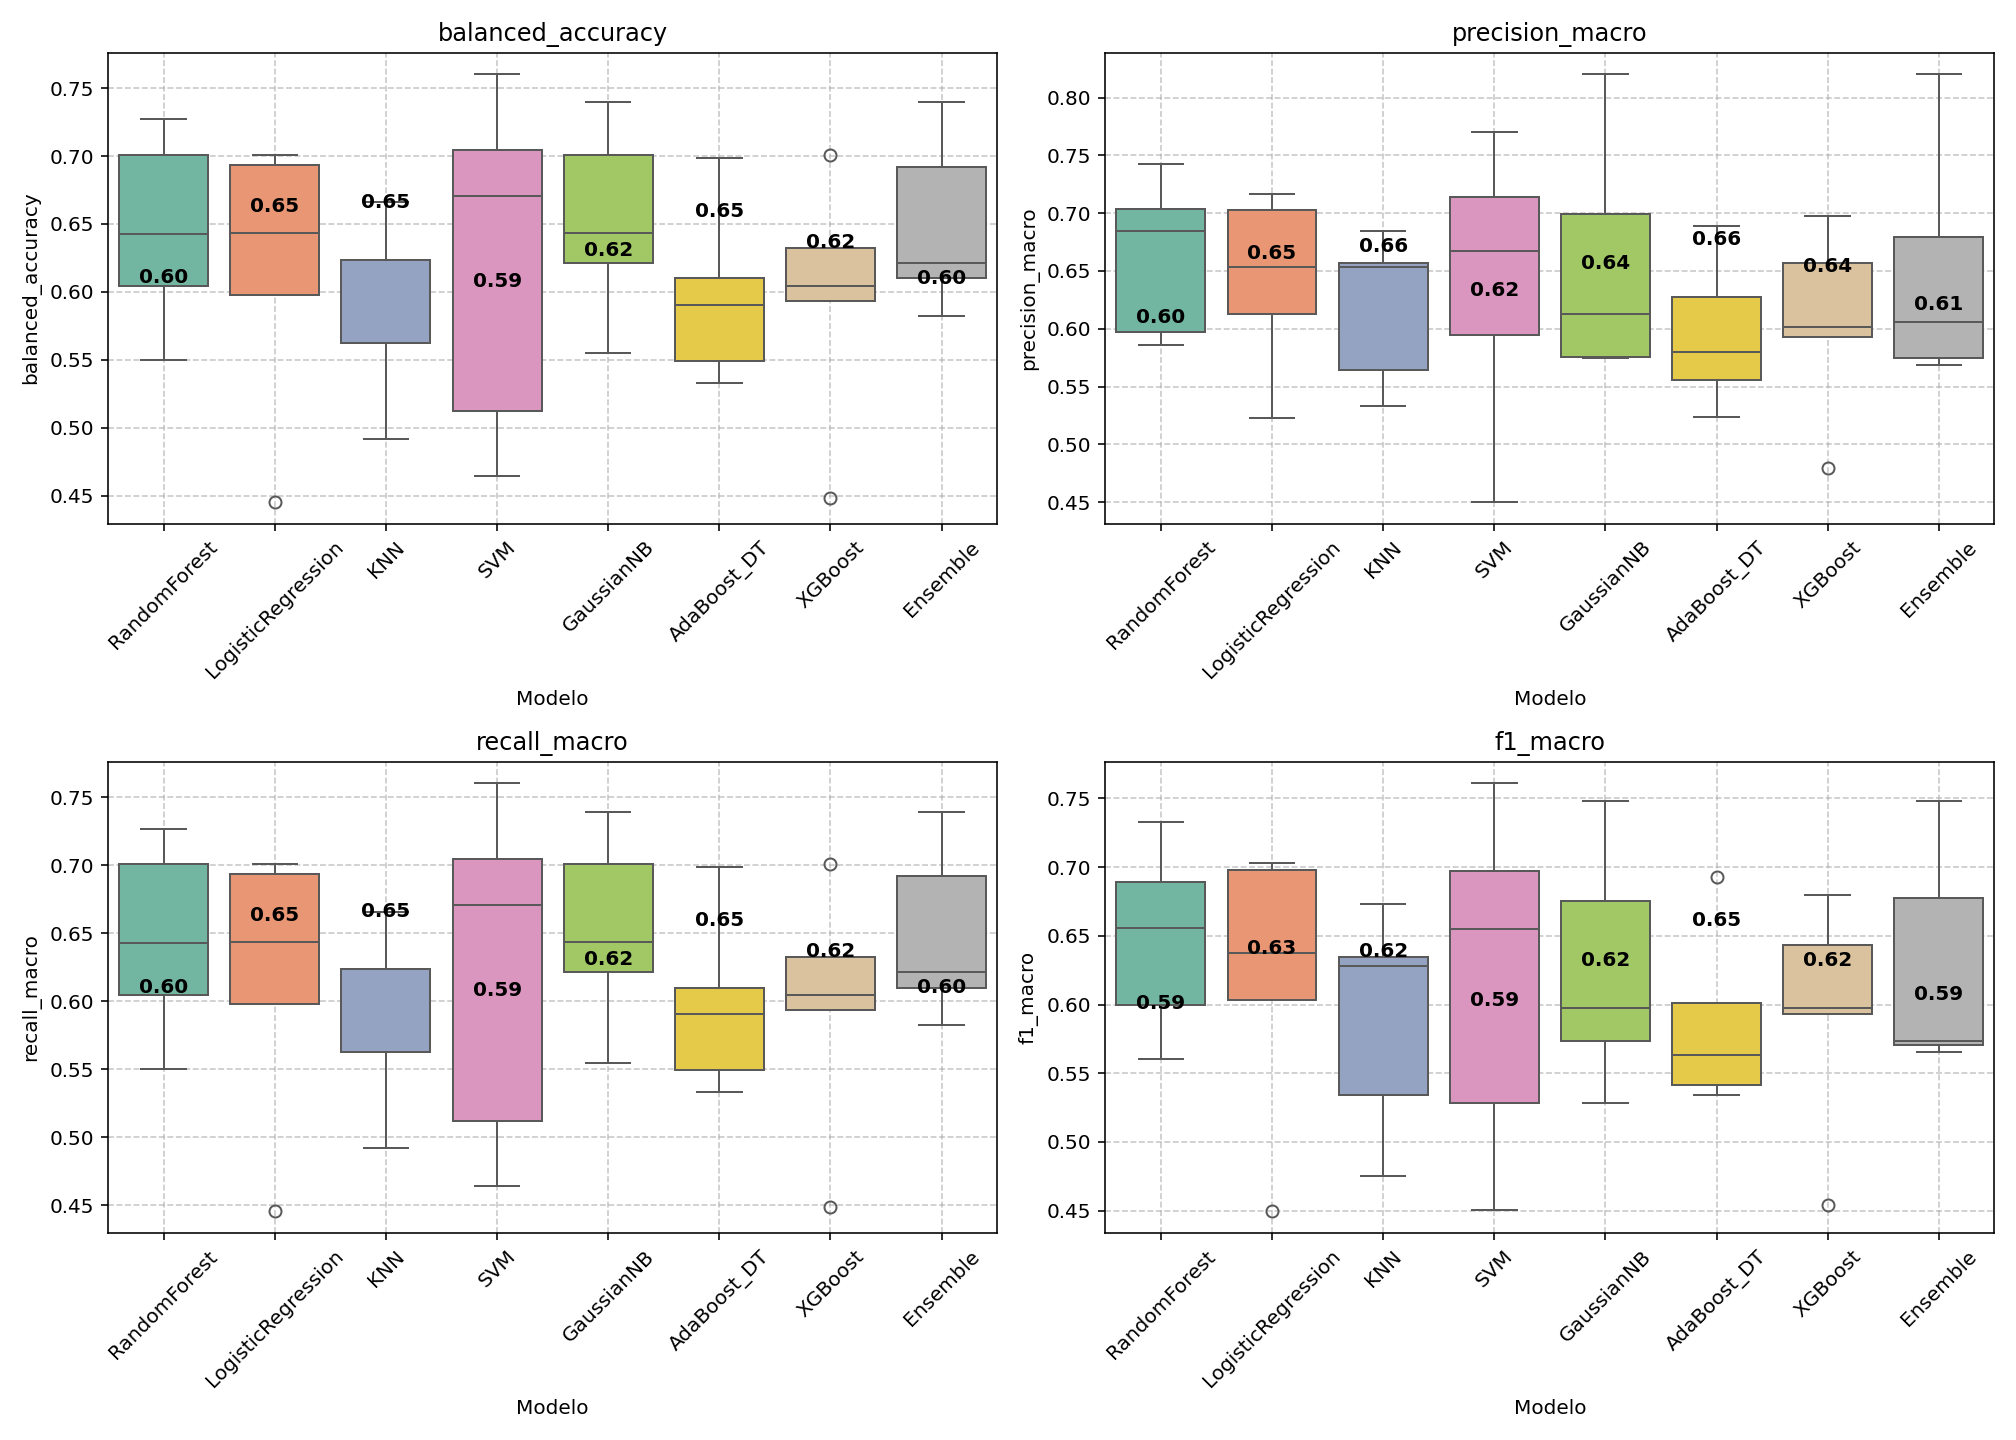 balanced_accuracy
balanced_accuracy
0.75
0.70
0.65
0.60
0.55
0.50
0.45
0.60
0.65
0.65
0.59
0.62
0.65
0.62
0.60
RandomForest
LogisticRegression
KNN
SVM
GaussianNB
AdaBoost_DT
XGBoost
Ensemble
Modelo
precision_macro
precision_macro
0.80
0.75
0.70
0.65
0.60
0.55
0.50
0.45
0.60
0.65
0.66
0.62
0.64
0.66
0.64
0.61
RandomForest
LogisticRegression
KNN
SVM
GaussianNB
AdaBoost_DT
XGBoost
Ensemble
Modelo
recall_macro
recall_macro
0.75
0.70
0.65
0.60
0.55
0.50
0.45
0.60
0.65
0.65
0.59
0.62
0.65
0.62
0.60
RandomForest
LogisticRegression
KNN
SVM
GaussianNB
AdaBoost_DT
XGBoost
Ensemble
Modelo
f1_macro
f1_macro
0.75
0.70
0.65
0.60
0.55
0.50
0.45
0.59
0.63
0.62
0.59
0.62
0.65
0.62
0.59
RandomForest
LogisticRegression
KNN
SVM
GaussianNB
AdaBoost_DT
XGBoost
Ensemble
Modelo